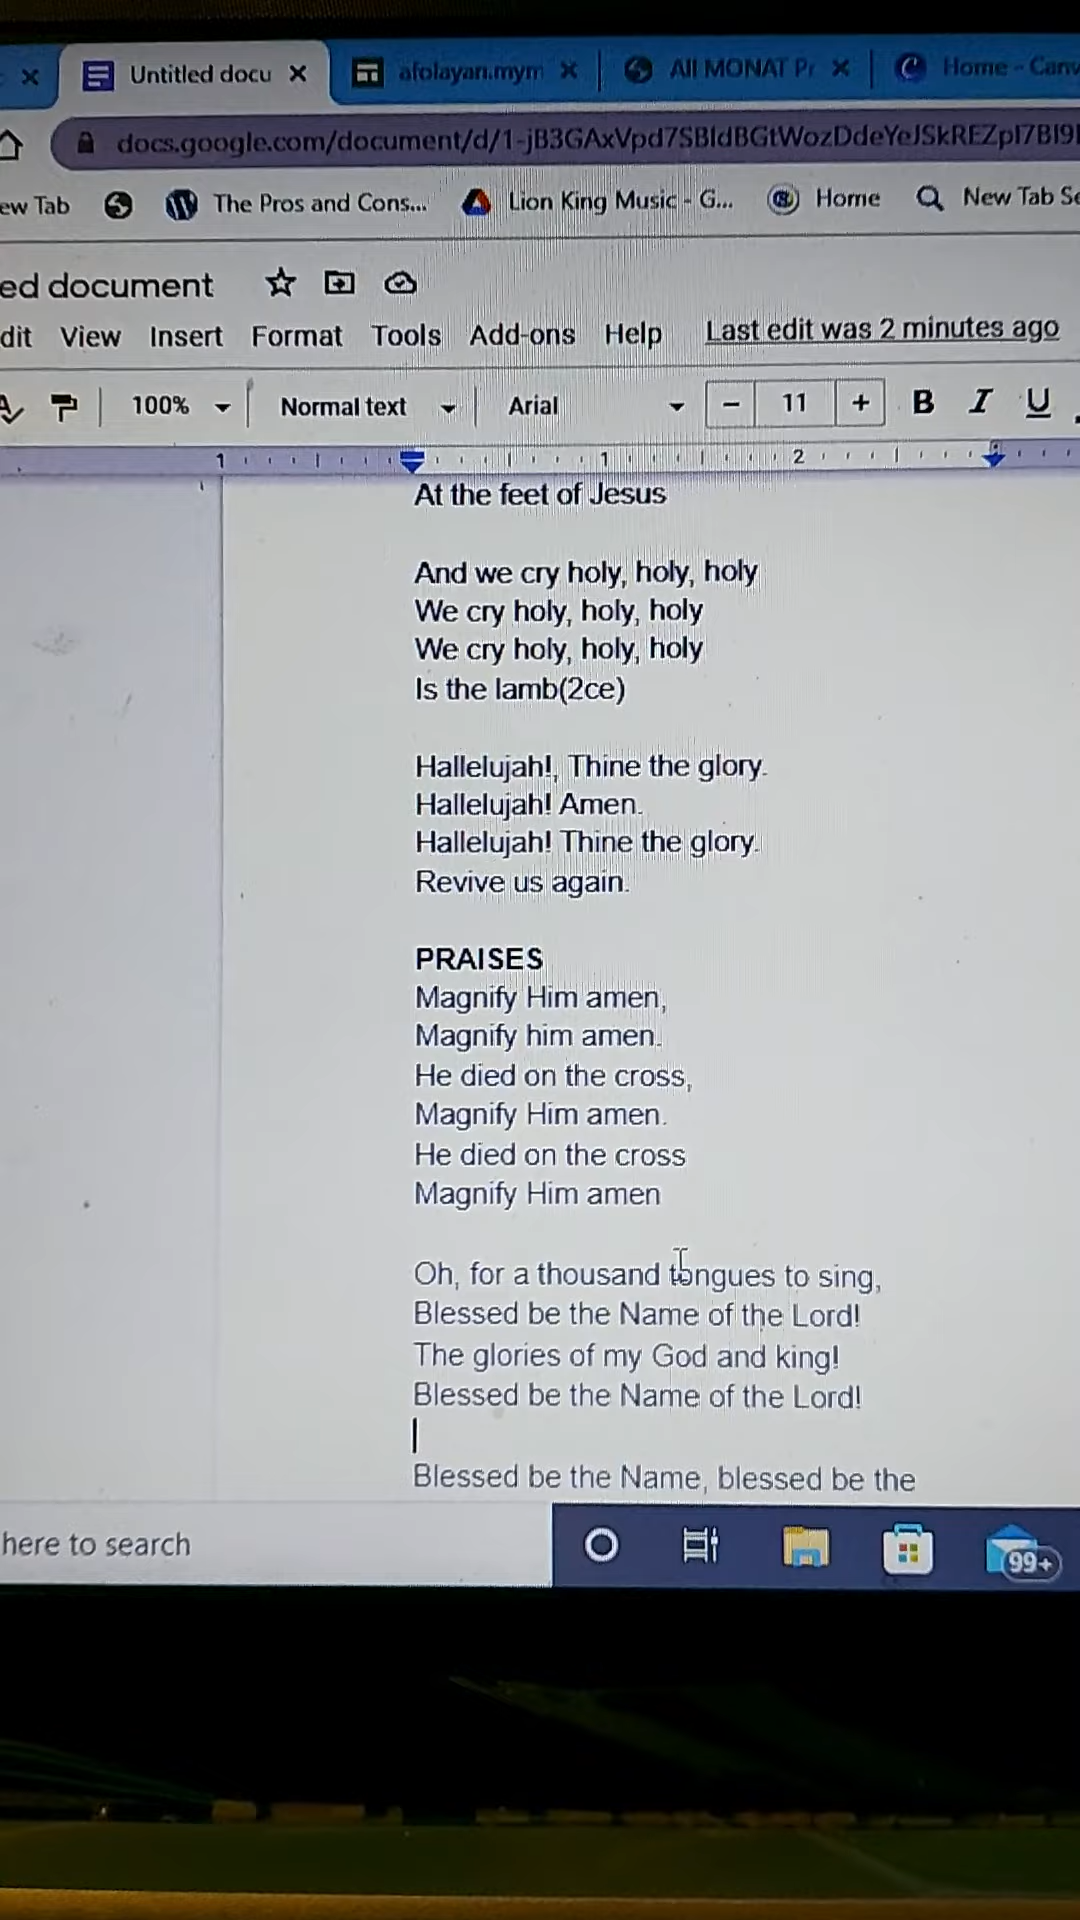 Untitled docu
afolayan.mym
All MONAT Pr
Home - Canv
docs.google.com/document/d/1-jB3GAxVpd7SBldBGtWozDdeYeJSkREZpI7BI9
ew Tab
The Pros and Cons...
Lion King Music - G...
Home
New Tab Se
ed document
dit View Insert Format Tools Add-ons Help Last edit was 2 minutes ago
100% Normal text Arial - 11 + B I U
1 1 2
At the feet of Jesus
And we cry holy, holy, holy
We cry holy, holy, holy
We cry holy, holy, holy
Is the lamb(2ce)
Hallelujah!, Thine the glory.
Hallelujah! Amen.
Hallelujah! Thine the glory.
Revive us again.
PRAISES
Magnify Him amen,
Magnify him amen.
He died on the cross,
Magnify Him amen.
He died on the cross
Magnify Him amen
Oh, for a thousand tongues to sing,
Blessed be the Name of the Lord!
The glories of my God and king!
Blessed be the Name of the Lord!
Blessed be the Name, blessed be the
here to search
99+